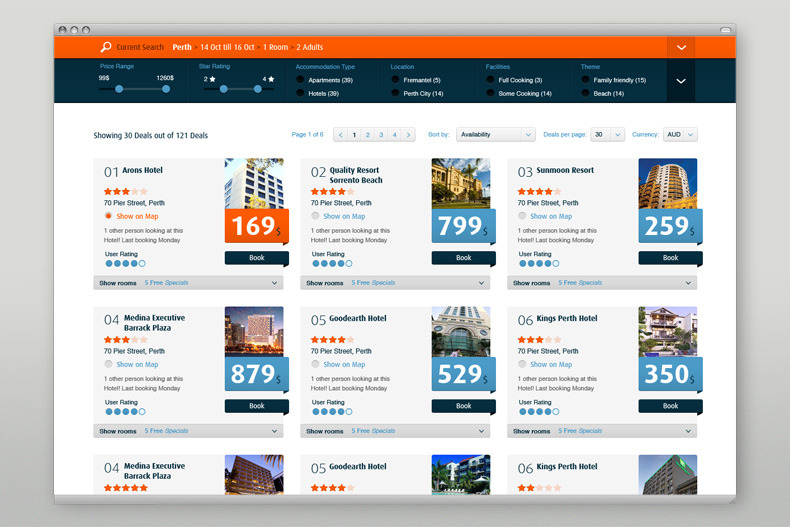 Current Search Perth • 14 Oct till 16 Oct • 1 Room • 2 Adults
Price Range
99$ 1260$
Star Rating
2 ★ 4 ★
Accommodation Type
Apartments (39)
Hotels (39)
Location
Fremantel (5)
Perth City (14)
Facilities
Full Cooking (3)
Some Cooking (14)
Theme
Family friendly (15)
Beach (14)
Showing 30 Deals out of 121 Deals
Page 1 of 6 < 1 2 3 4 >
Sort by: Availability
Deals per page: 30
Currency: AUD
01 Arons Hotel
70 Pier Street, Perth
Show on Map
1 other person looking at this
Hotel! Last booking Monday
User Rating
169$
Book
Show rooms 5 Free Specials
02 Quality Resort
Sorrento Beach
70 Pier Street, Perth
Show on Map
1 other person looking at this
Hotel! Last booking Monday
User Rating
799$
Book
Show rooms 5 Free Specials
03 Sunmoon Resort
70 Pier Street, Perth
Show on Map
1 other person looking at this
Hotel! Last booking Monday
User Rating
259$
Book
Show rooms 5 Free Specials
04 Medina Executive
Barrack Plaza
70 Pier Street, Perth
Show on Map
1 other person looking at this
Hotel! Last booking Monday
User Rating
879$
Book
Show rooms 5 Free Specials
05 Goodearth Hotel
70 Pier Street, Perth
Show on Map
1 other person looking at this
Hotel! Last booking Monday
User Rating
529$
Book
Show rooms 5 Free Specials
06 Kings Perth Hotel
70 Pier Street, Perth
Show on Map
1 other person looking at this
Hotel! Last booking Monday
User Rating
350$
Book
Show rooms 5 Free Specials
04 Medina Executive
Barrack Plaza
05 Goodearth Hotel
06 Kings Perth Hotel